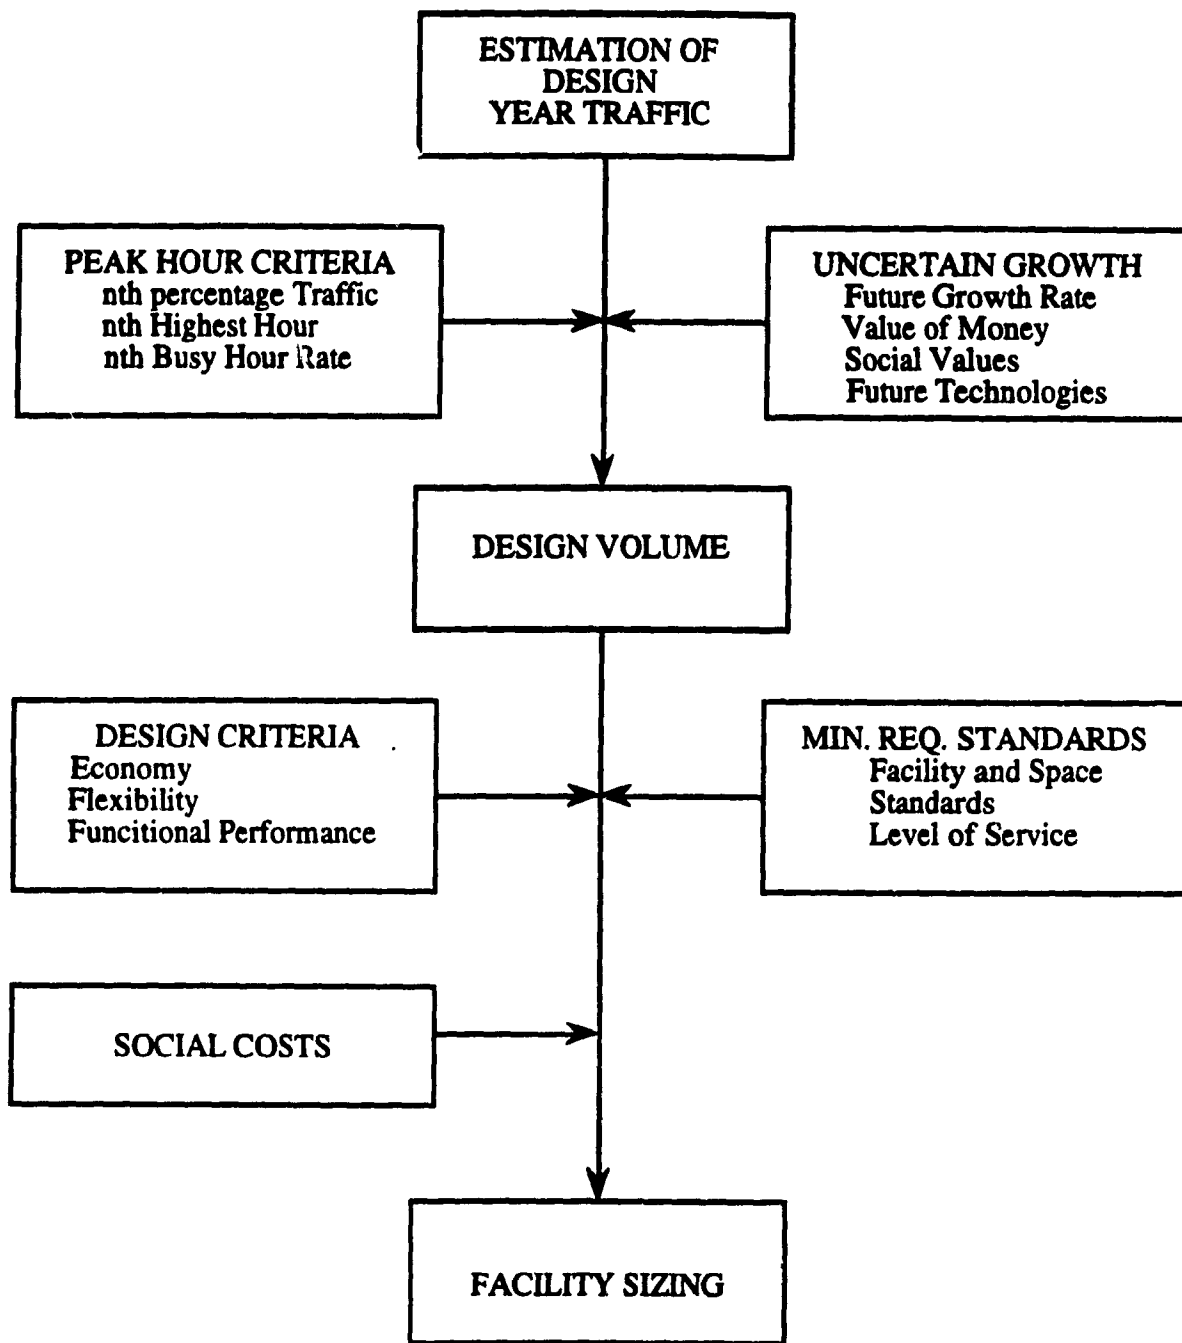 ESTIMATION OF
DESIGN
YEAR TRAFFIC
PEAK HOUR CRITERIA
nth percentage Traffic
nth Highest Hour
nth Busy Hour Rate
UNCERTAIN GROWTH
Future Growth Rate
Value of Money
Social Values
Future Technologies
DESIGN VOLUME
DESIGN CRITERIA
Economy
Flexibility
Funcitional Performance
MIN. REQ. STANDARDS
Facility and Space
Standards
Level of Service
SOCIAL COSTS
FACILITY SIZING